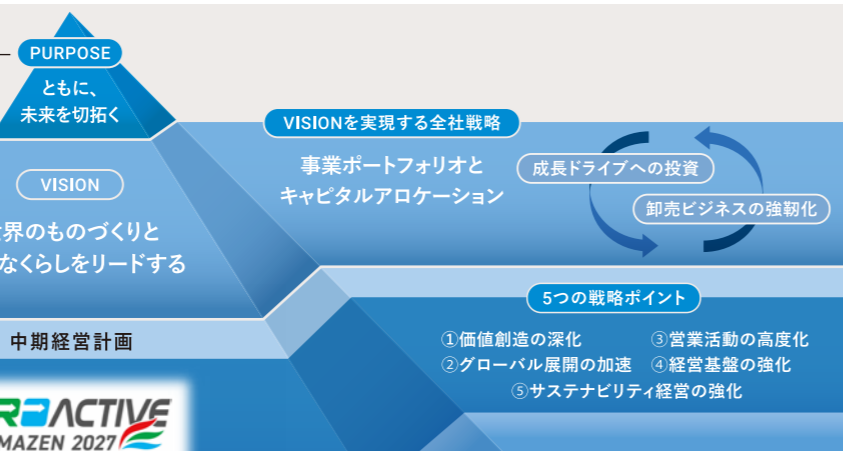 PURPOSE
ともに、
未来を切拓く
VISION
界のものづくりと
なくらしをリードする
中期経営計画
ACTIVE
MAZEN 2027
VISIONを実現する全社戦略
事業ポートフォリオと
キャピタルアロケーション
成長ドライブへの投資
卸売ビジネスの強靭化
5つの戦略ポイント
①価値創造の深化 ③営業活動の高度化
②グローバル展開の加速 ④経営基盤の強化
⑤サステナビリティ経営の強化